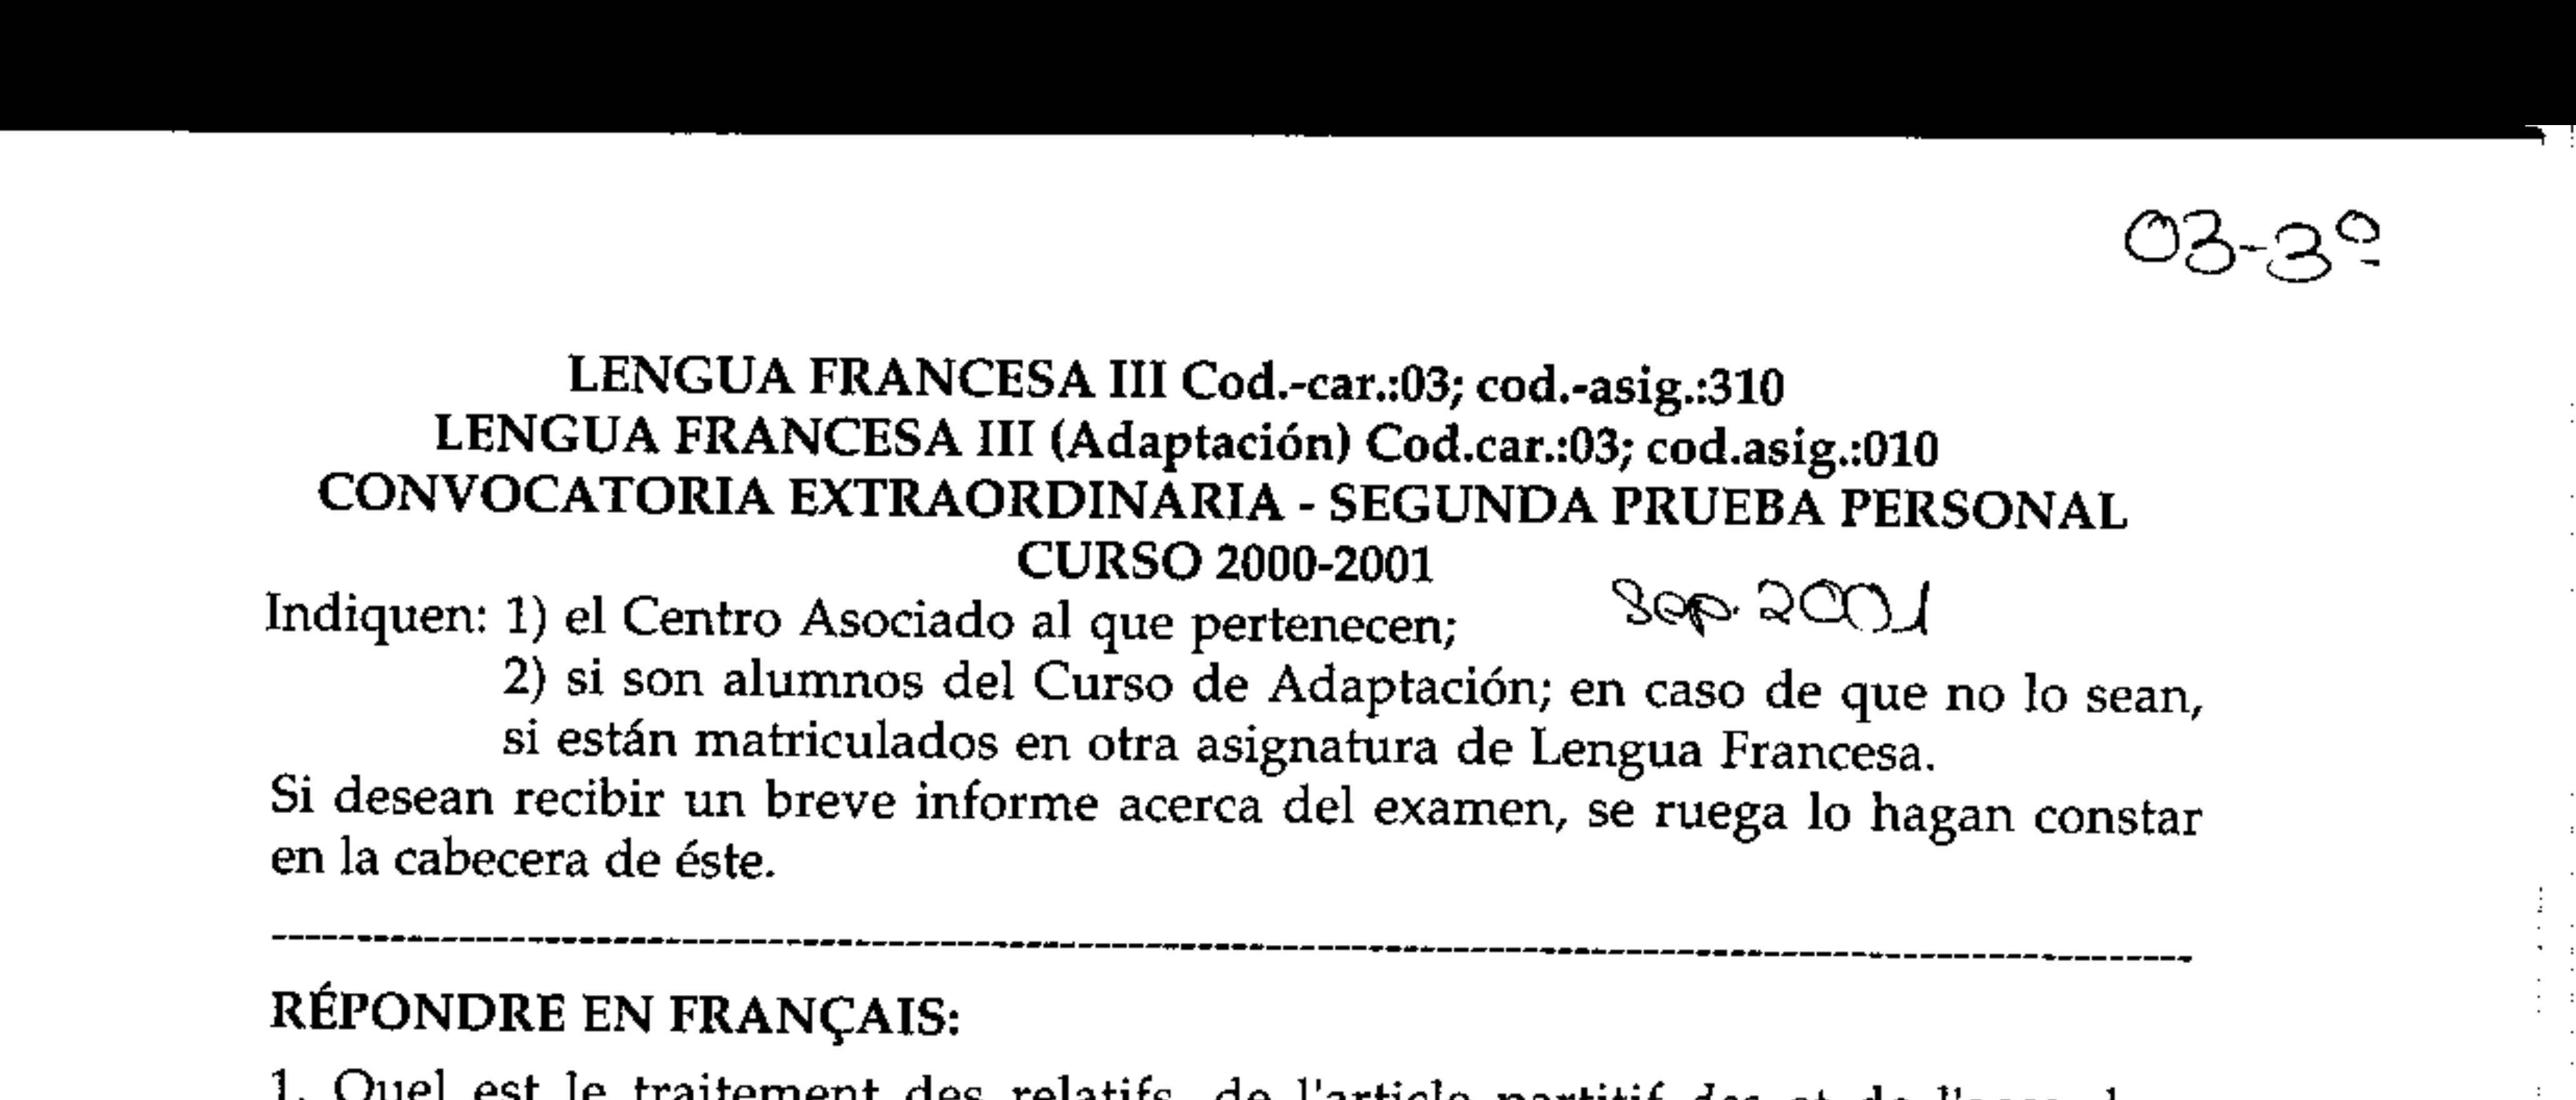 03-3º
LENGUA FRANCESA III Cod.-car.:03; cod.-asig.:310
LENGUA FRANCESA III (Adaptación) Cod.car.:03; cod.asig.:010
CONVOCATORIA EXTRAORDINARIA - SEGUNDA PRUEBA PERSONAL
CURSO 2000-2001
Sep. 2001
Indiquen: 1) el Centro Asociado al que pertenecen;
2) si son alumnos del Curso de Adaptación; en caso de que no lo sean,
si están matriculados en otra asignatura de Lengua Francesa.
Si desean recibir un breve informe acerca del examen, se ruega lo hagan constar
en la cabecera de éste.
RÉPONDRE EN FRANÇAIS:
1. Quel est le traitement des relatifs, de l'article partitif des et de